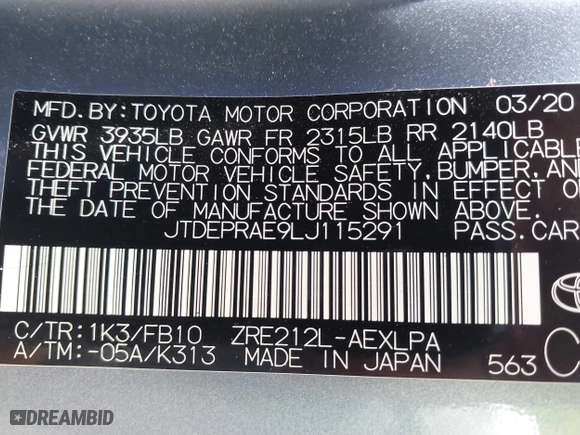 MFD.BY:TOYOTA MOTOR CORPORATION 03/20
GVWR 3935LB GAWR FR 2315LB RR 2140LB
THIS VEHICLE CONFORMS TO ALL APPLICABLE
FEDERAL MOTOR VEHICLE SAFETY, BUMPER, AND
THEFT PREVENTION STANDARDS IN EFFECT O
THE DATE OF MANUFACTURE SHOWN ABOVE.
JTDEPRAE9LJ115291 PASS.CAR
C/TR:1K3/FB10 ZRE212L-AEXLPA
A/TM:-05A/K313 MADE IN JAPAN 563
C
DREAMBID